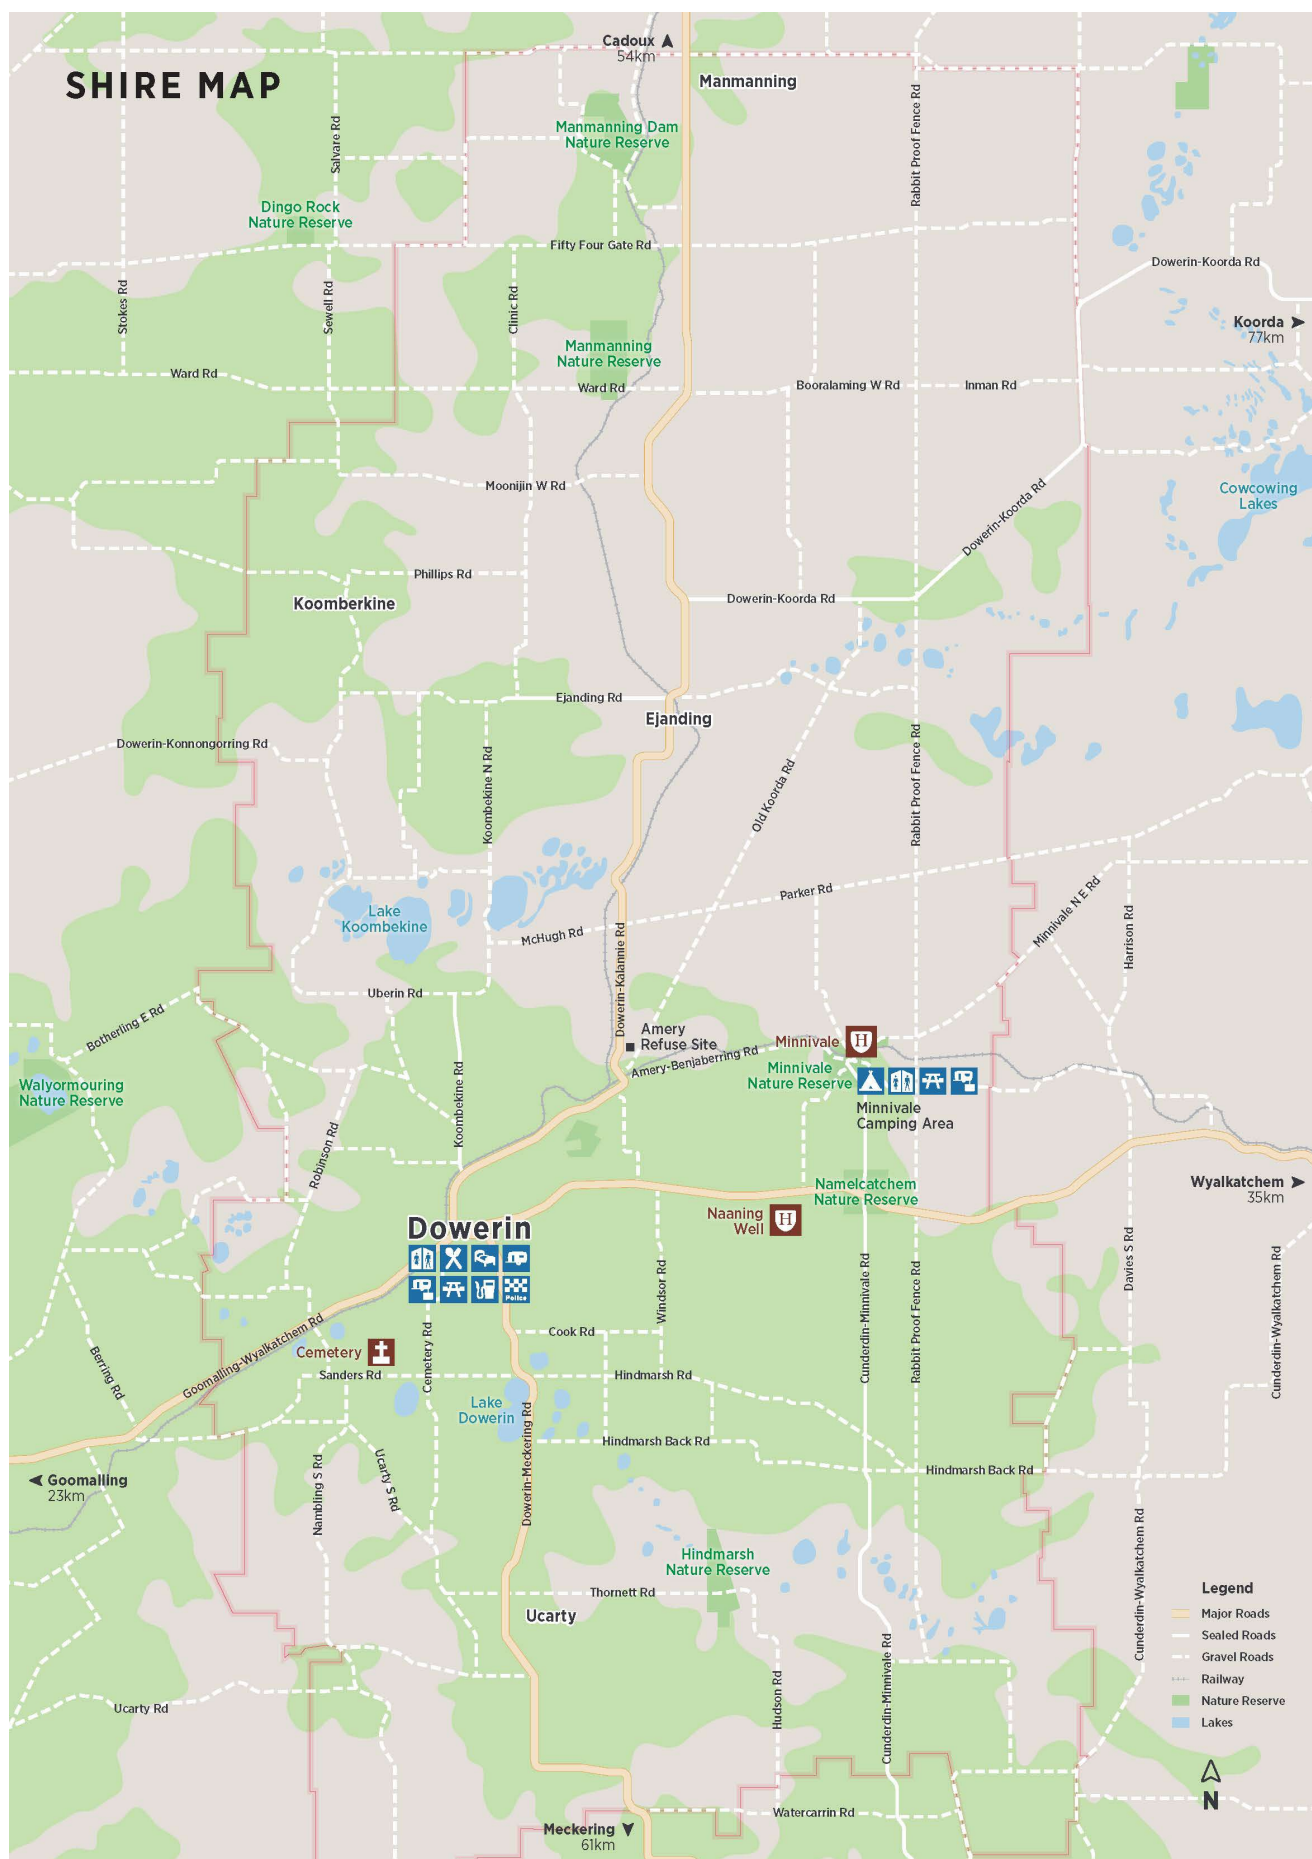 SHIRE MAP
Cadoux
54km
Manmanning
Manmanning Dam
Nature Reserve
Salvare Rd
Rabbit Proof Fence Rd
Dingo Rock
Nature Reserve
Fifty Four Gate Rd
Dowerin-Koorda Rd
Stokes Rd
Sewell Rd
Clinic Rd
Koorda
77km
Manmanning
Nature Reserve
Ward Rd
Ward Rd
Booralaming W Rd
Inman Rd
Moonijin W Rd
Cowcowing
Lakes
Dowerin-Koorda Rd
Phillips Rd
Koomberkine
Dowerin-Koorda Rd
Ejanding Rd
Ejanding
Dowerin-Konnongorring Rd
Koombekine N Rd
Old Koorda Rd
Rabbit Proof Fence Rd
Parker Rd
Lake
Koombekine
McHugh Rd
Dowerin-Kalannie Rd
Minnivale N E Rd
Harrison Rd
Uberin Rd
Botherling E Rd
Amery
Refuse Site
Minnivale
H
Amery-Benjaberring Rd
Minnivale
Nature Reserve
Walyormouring
Nature Reserve
Koombekine Rd
Minnivale
Camping Area
Robinson Rd
Namelcatchem
Nature Reserve
Wyalkatchem
35km
Naaning
Well
H
Dowerin
Police
Windsor Rd
Cunderdin-Minnivale Rd
Rabbit Proof Fence Rd
Davies S Rd
Cunderdin-Wyalkatchem Rd
Goomalling-Wyalkatchem Rd
Cook Rd
Cemetery
Cemetery Rd
Berring Rd
Sanders Rd
Hindmarsh Rd
Lake
Dowerin
Dowerin-Meckering Rd
Hindmarsh Back Rd
Hindmarsh Back Rd
Goomalling
23km
Nambling S Rd
Ucarty S Rd
Cunderdin-Wyalkatchem Rd
Hindmarsh
Nature Reserve
Thornett Rd
Ucarty
Legend
Major Roads
Sealed Roads
Gravel Roads
Railway
Nature Reserve
Lakes
Ucarty Rd
Hudson Rd
Cunderdin-Minnivale Rd
N
Watercarrin Rd
Meckering
61km